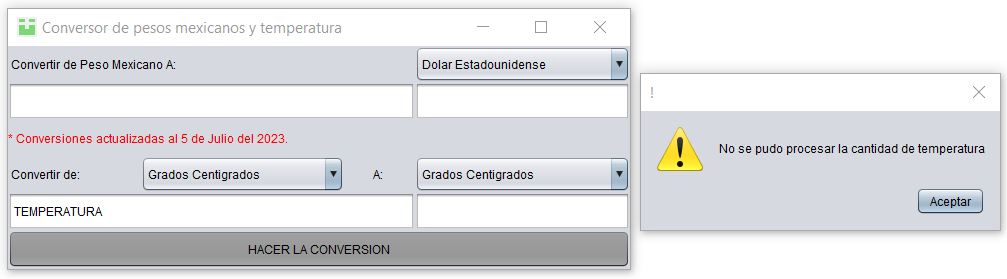 Conversor de pesos mexicanos y temperatura
Convertir de Peso Mexicano A:
Dolar Estadounidense
* Conversiones actualizadas al 5 de Julio del 2023.
Convertir de:
Grados Centigrados
A:
Grados Centigrados
TEMPERATURA
HACER LA CONVERSION
!
No se pudo procesar la cantidad de temperatura
Aceptar